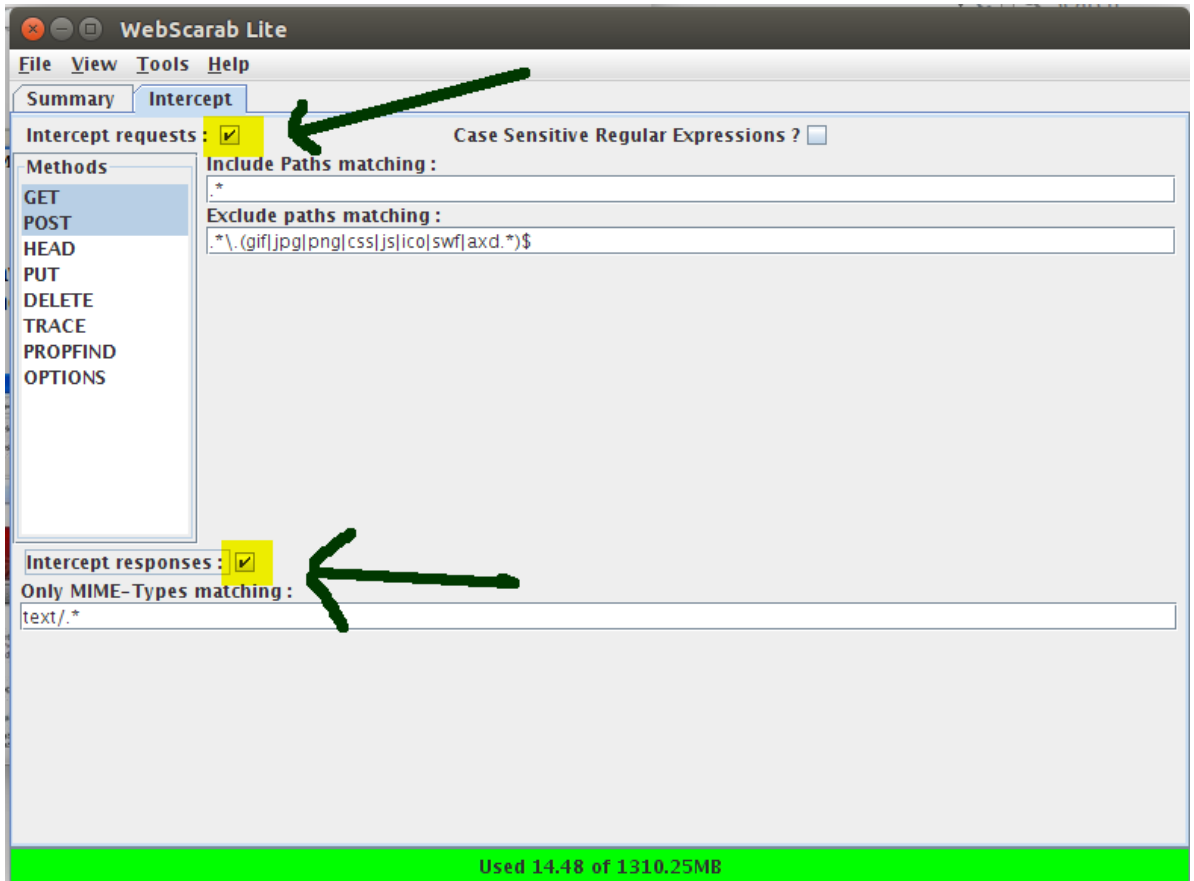 WebScarab Lite
File View Tools Help
Summary Intercept
Intercept requests : Case Sensitive Regular Expressions ?
Methods
GET
POST
HEAD
PUT
DELETE
TRACE
PROPFIND
OPTIONS
Include Paths matching :
.*
Exclude paths matching :
.*\.(gif|jpg|png|css|js|ico|swf|axd.*)$
Intercept responses :
Only MIME-Types matching :
text/.*
Used 14.48 of 1310.25MB